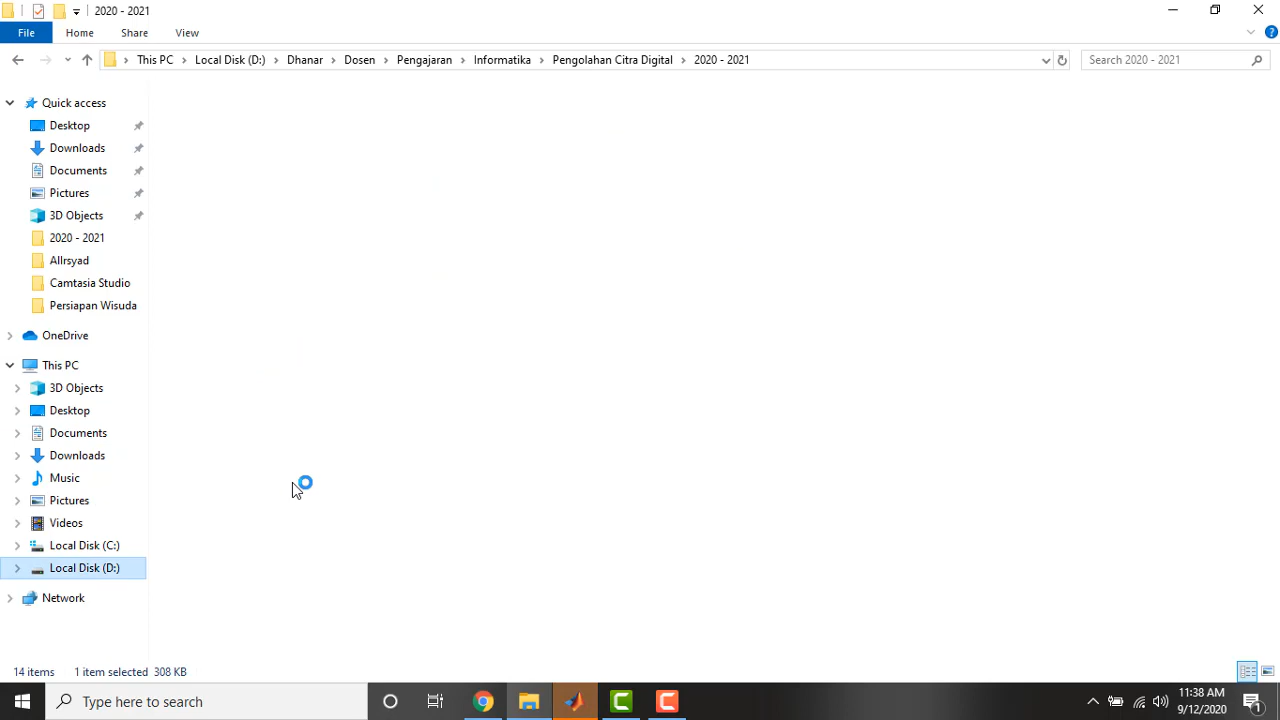 2020 - 2021
File Home Share View
This PC Local Disk (D:) Dhanar Dosen Pengajaran Informatika Pengolahan Citra Digital 2020 - 2021 Search 2020 - 2021
Quick access
Desktop
Downloads
Documents
Pictures
3D Objects
2020 - 2021
AIIrsyad
Camtasia Studio
Persiapan Wisuda
OneDrive
This PC
3D Objects
Desktop
Documents
Downloads
Music
Pictures
Videos
Local Disk (C:)
Local Disk (D:)
Network
14 items 1 item selected 308 KB
Type here to search
11:38 AM
9/12/2020
1